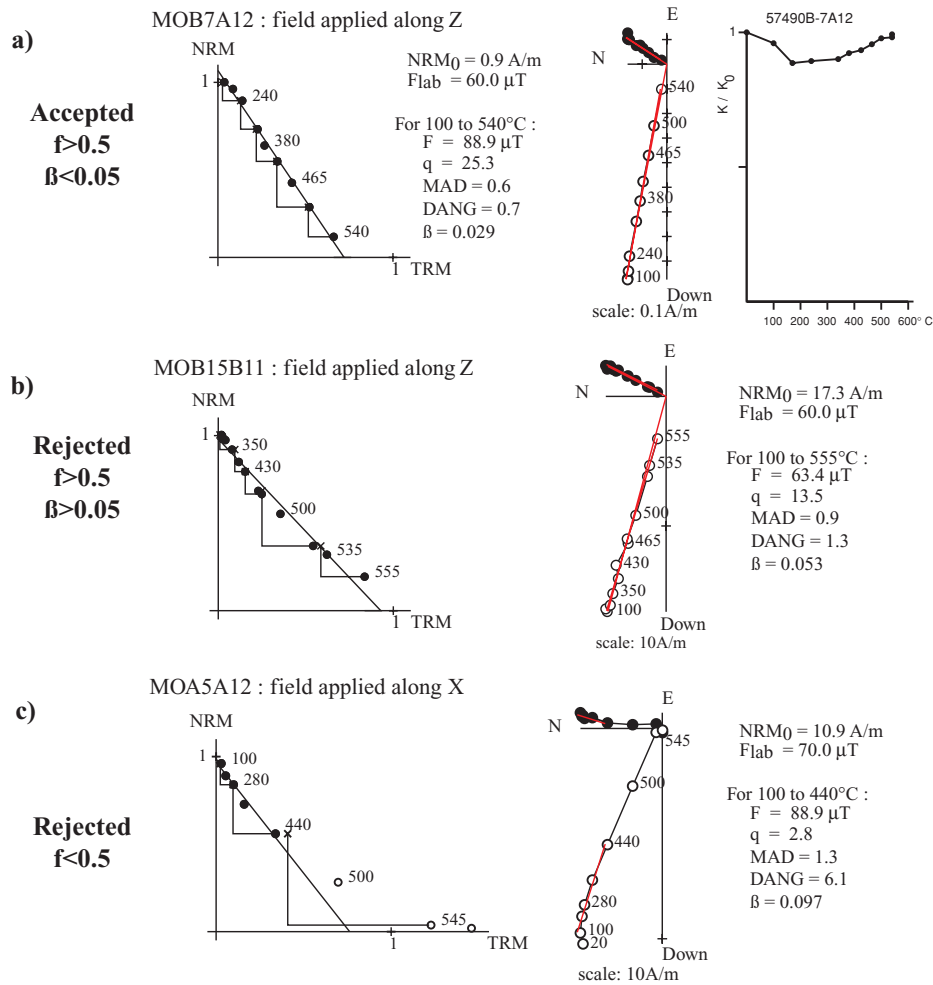 a)
MOB7A12 : field applied along Z
Accepted
f>0.5
ß<0.05
NRM
1
240
380
465
540
1
TRM
NRM0 = 0.9 A/m
Flab = 60.0 µT
For 100 to 540°C :
F = 88.9 µT
q = 25.3
MAD = 0.6
DANG = 0.7
ß = 0.029
E
N
540
500
465
380
240
100
Down
scale: 0.1A/m
57490B-7A12
1
K / K0
100 200 300 400 500 600° C
b)
MOB15B11 : field applied along Z
Rejected
f>0.5
ß>0.05
NRM
1
350
430
500
535
555
1
TRM
E
N
555
535
500
465
430
350
100
Down
scale: 10A/m
NRM0 = 17.3 A/m
Flab = 60.0 µT
For 100 to 555°C :
F = 63.4 µT
q = 13.5
MAD = 0.9
DANG = 1.3
ß = 0.053
c)
MOA5A12 : field applied along X
Rejected
f<0.5
NRM
1
100
280
440
500
545
1
TRM
E
N
545
500
440
280
100
20
Down
scale: 10A/m
NRM0 = 10.9 A/m
Flab = 70.0 µT
For 100 to 440°C :
F = 88.9 µT
q = 2.8
MAD = 1.3
DANG = 6.1
ß = 0.097